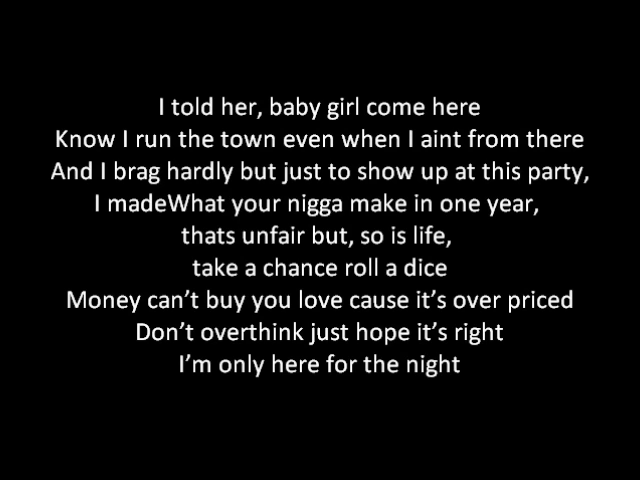 I told her, baby girl come here
Know I run the town even when I aint from there
And I brag hardly but just to show up at this party,
I madeWhat your nigga make in one year,
thats unfair but, so is life,
take a chance roll a dice
Money can’t buy you love cause it’s over priced
Don’t overthink just hope it’s right
I’m only here for the night